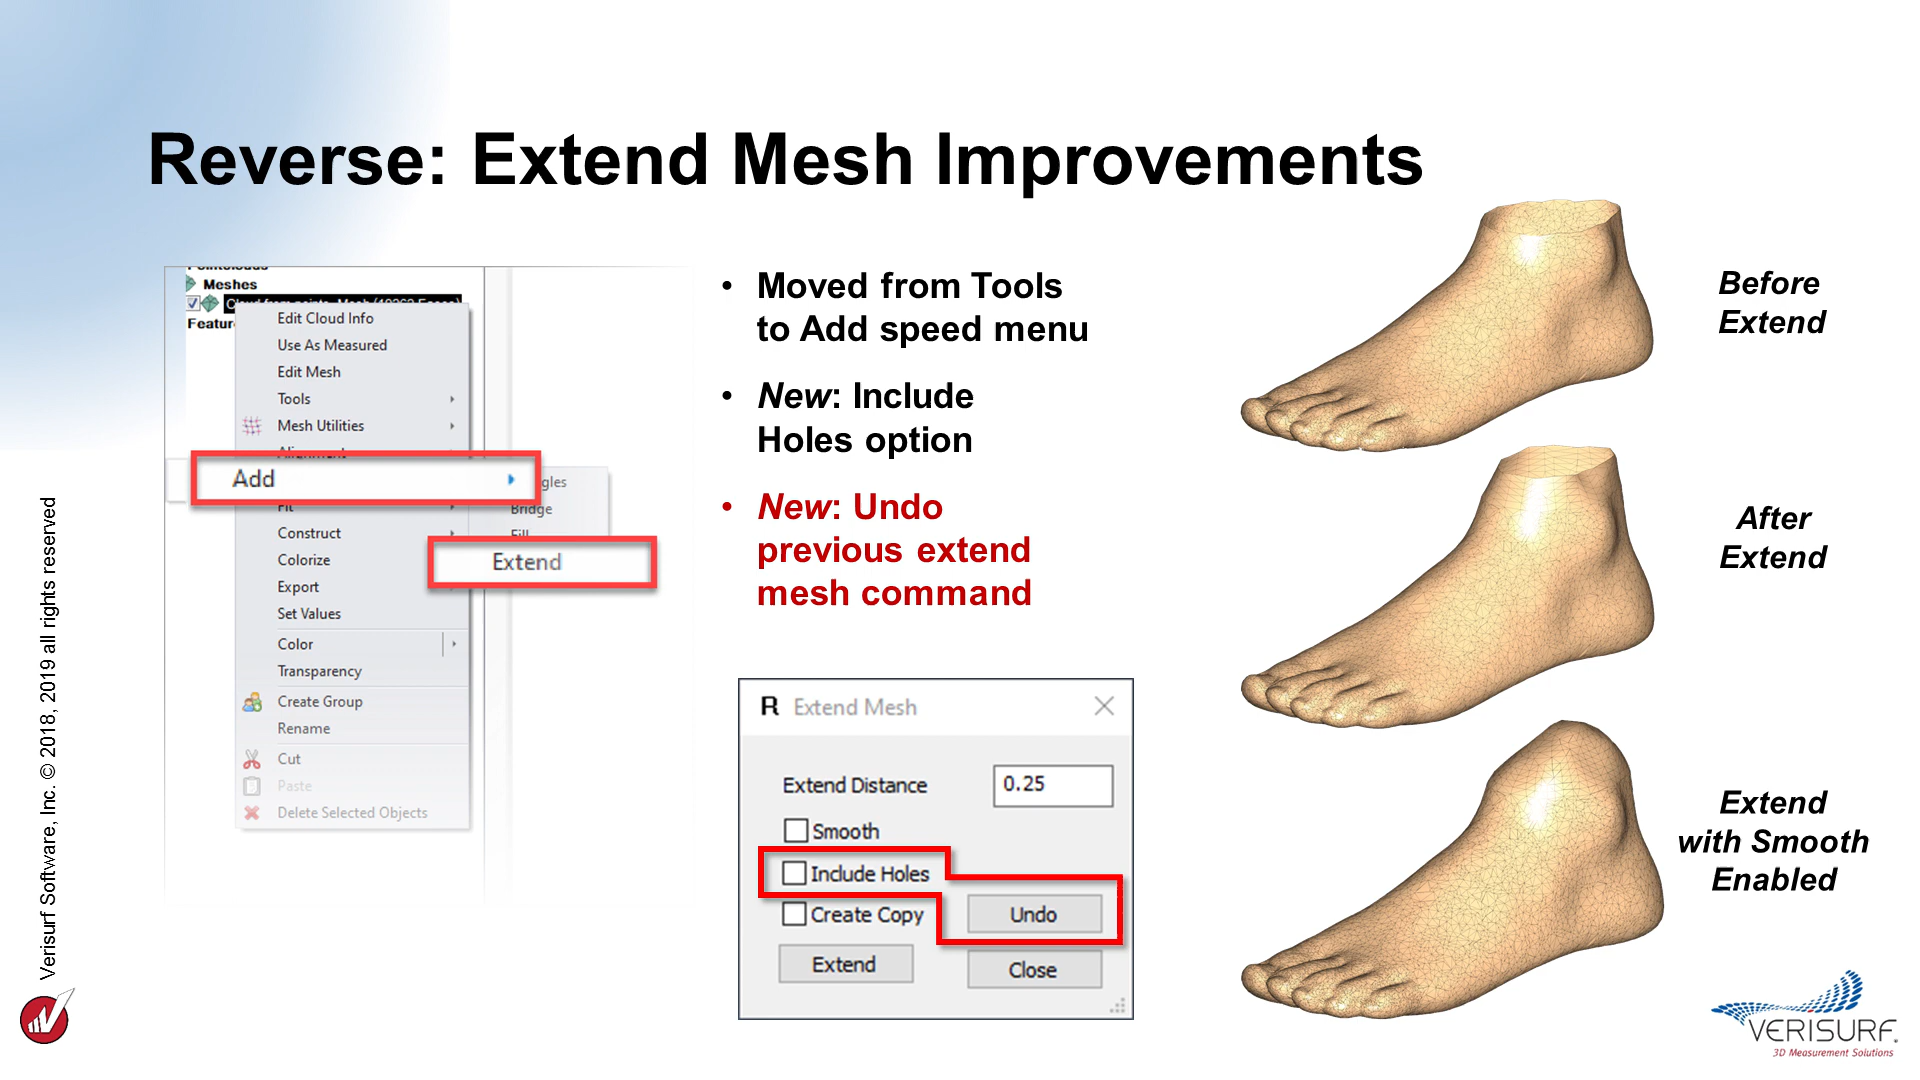 Reverse: Extend Mesh Improvements
Meshes
Edit Cloud Info
Use As Measured
Edit Mesh
Tools
Mesh Utilities
Add
Fit
Construct
Colorize
Export
Set Values
Color
Transparency
Create Group
Rename
Cut
Paste
Delete Selected Objects
Bridge
Fill
Extend
• Moved from Tools
to Add speed menu
• New: Include
Holes option
• New: Undo
previous extend
mesh command
R Extend Mesh
Extend Distance 0.25
Smooth
Include Holes
Create Copy
Undo
Extend
Close
Before
Extend
After
Extend
Extend
with Smooth
Enabled
Verisurf Software, Inc. © 2018, 2019 all rights reserved
VERISURF®
3D Measurement Solutions